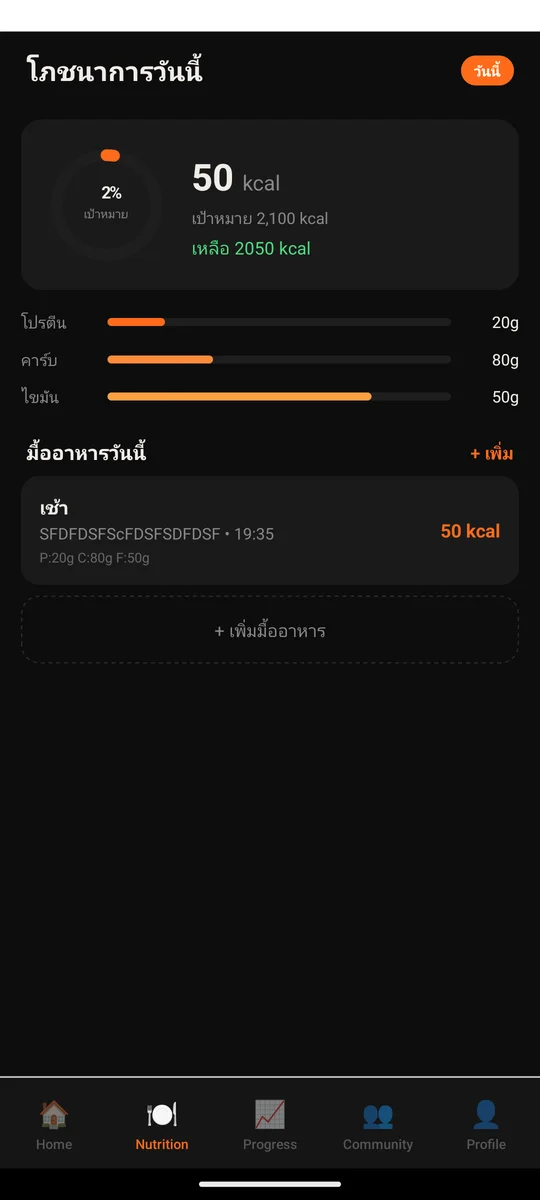 โภชนาการวันนี้
วันนี้
2%
เป้าหมาย
50 kcal
เป้าหมาย 2,100 kcal
เหลือ 2050 kcal
โปรตีน 20g
คาร์บ 80g
ไขมัน 50g
มื้ออาหารวันนี้ + เพิ่ม
เช้า
SFDFDSFScFDSFSDFDSF • 19:35
50 kcal
P:20g C:80g F:50g
+ เพิ่มมื้ออาหาร
Home Nutrition Progress Community Profile